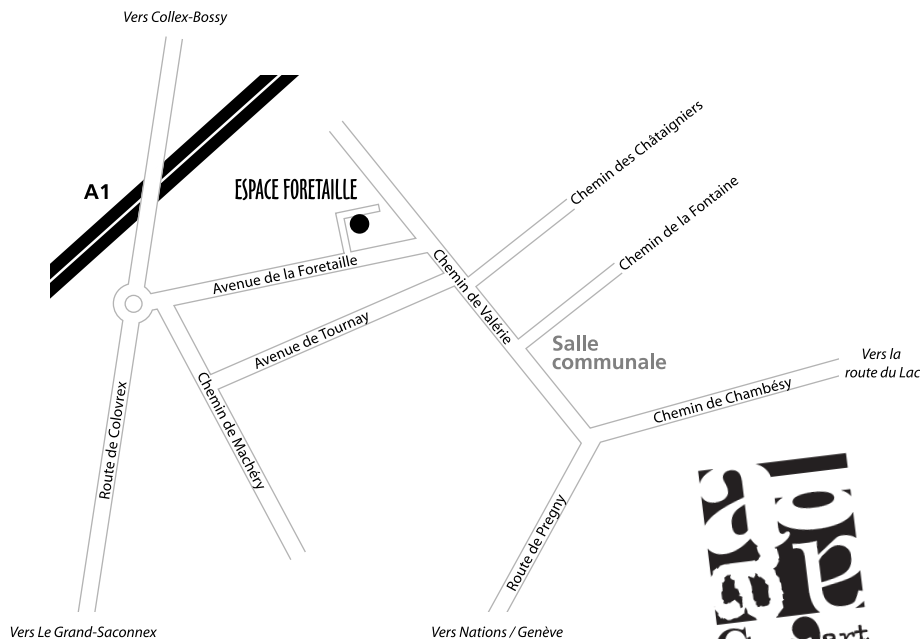 Vers Collex-Bossy
A1
ESPACE FORETAILLE
Chemin des Châtaigniers
Chemin de la Fontaine
Avenue de la Foretaille
Chemin de Valérie
Avenue de Tournay
Salle
communale
Vers la
route du Lac
Chemin de Chambésy
Chemin de Machéry
Route de Colovrex
Route de Pregny
Vers Le Grand-Saconnex
Vers Nations / Genève